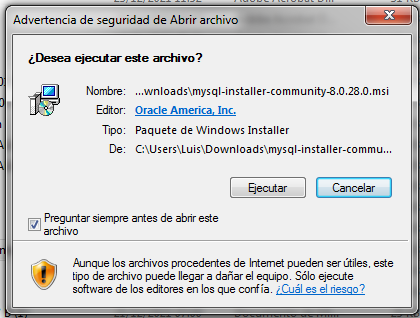 Advertencia de seguridad de Abrir archivo
¿Desea ejecutar este archivo?
Nombre: ...wnloads\mysql-installer-community-8.0.28.0.msi
Editor: Oracle America, Inc.
Tipo: Paquete de Windows Installer
De: C:\Users\Luis\Downloads\mysql-installer-commu...
Ejecutar Cancelar
Preguntar siempre antes de abrir este
archivo
Aunque los archivos procedentes de Internet pueden ser útiles, este
tipo de archivo puede llegar a dañar el equipo. Sólo ejecute
software de los editores en los que confía. ¿Cuál es el riesgo?